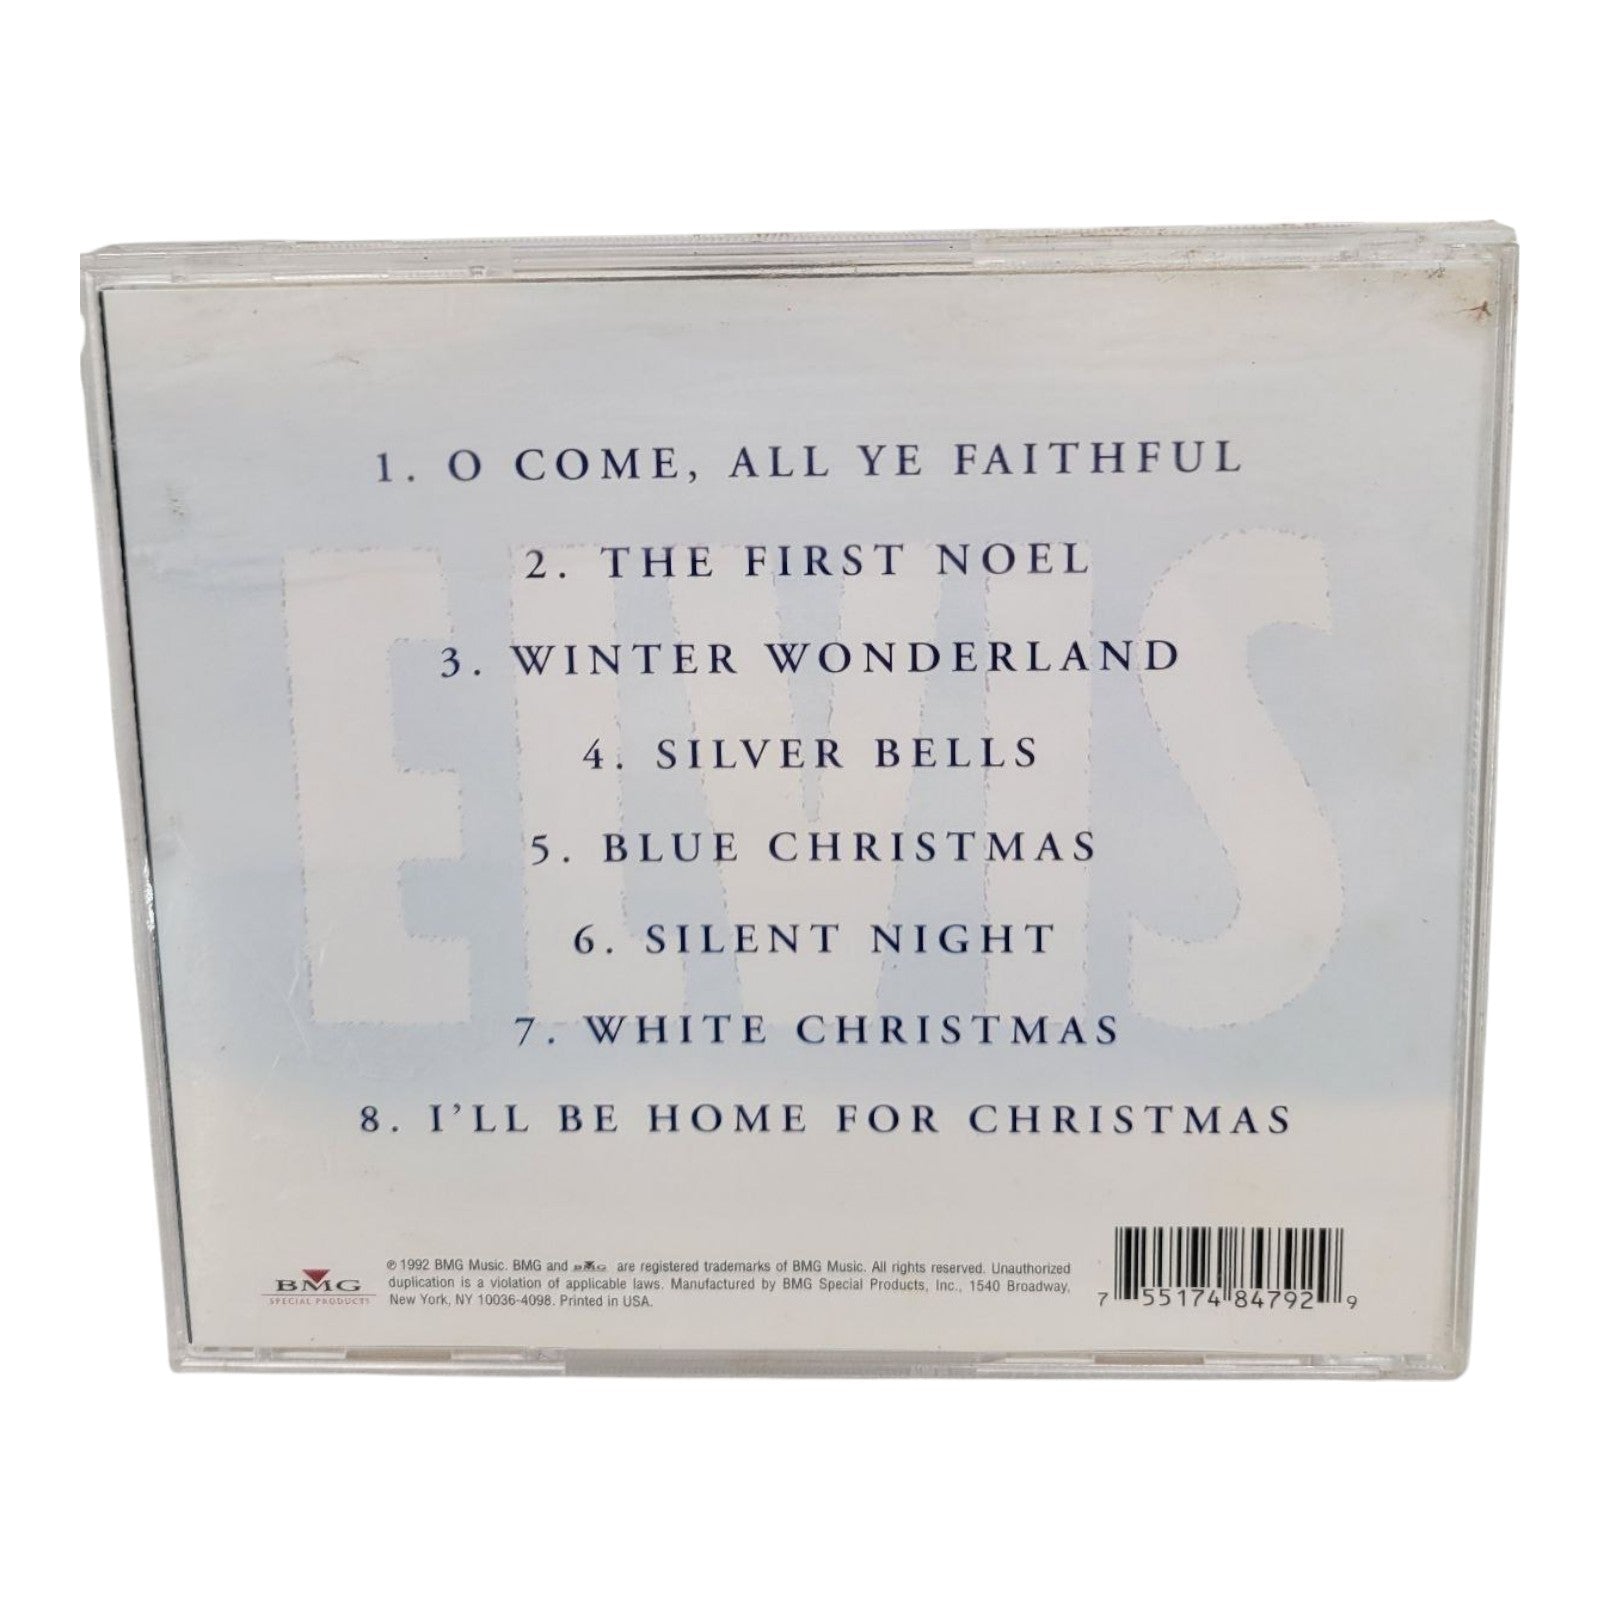 ELVIS
1. O COME, ALL YE FAITHFUL
2. THE FIRST NOEL
3. WINTER WONDERLAND
4. SILVER BELLS
5. BLUE CHRISTMAS
6. SILENT NIGHT
7. WHITE CHRISTMAS
8. I'LL BE HOME FOR CHRISTMAS
BMG
SPECIAL PRODUCTS
℗ 1992 BMG Music. BMG and BMG are registered trademarks of BMG Music. All rights reserved. Unauthorized
duplication is a violation of applicable laws. Manufactured by BMG Special Products, Inc., 1540 Broadway,
New York, NY 10036-4098. Printed in USA.
7 55174 84792 9